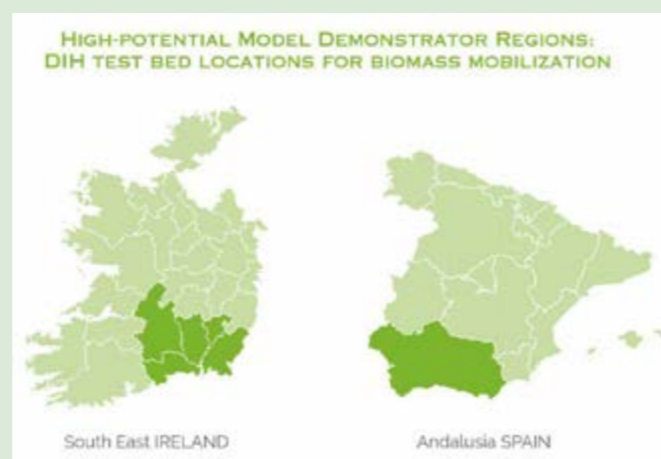 HIGH-POTENTIAL MODEL DEMONSTRATOR REGIONS:
DIH TEST BED LOCATIONS FOR BIOMASS MOBILIZATION
South East IRELAND
Andalusia SPAIN